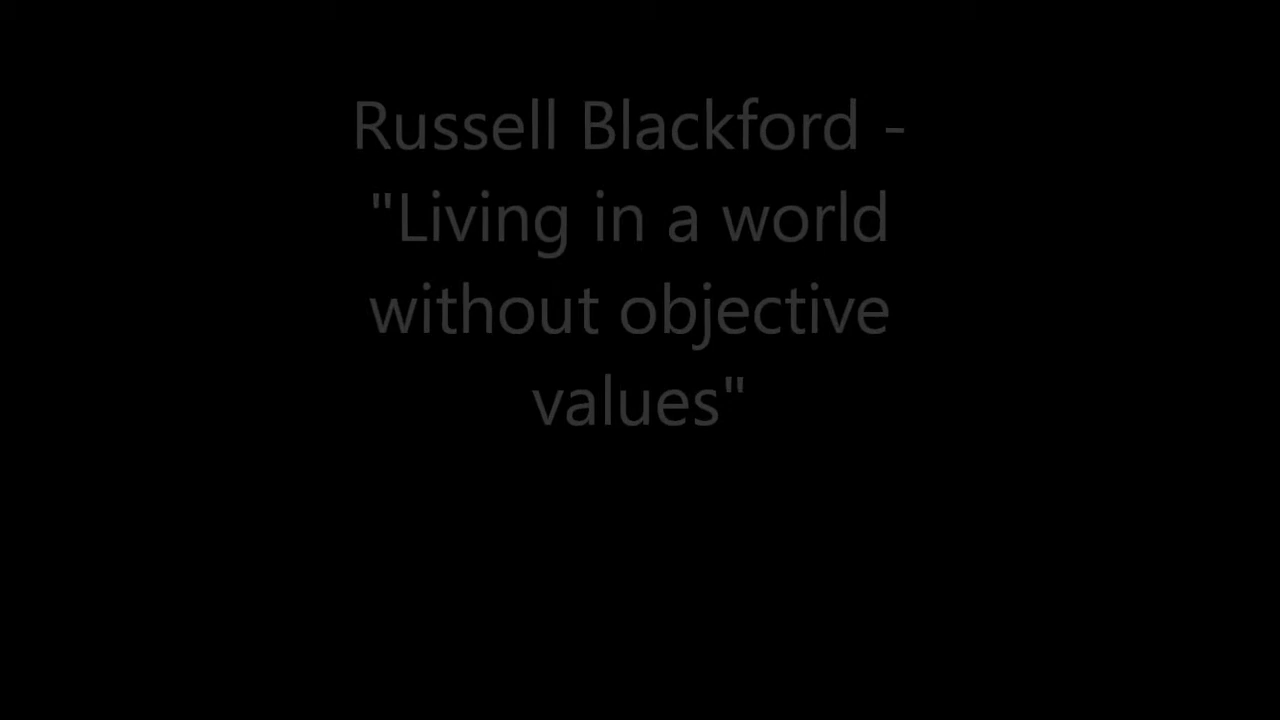 Russell Blackford -
"Living in a world
without objective
values"